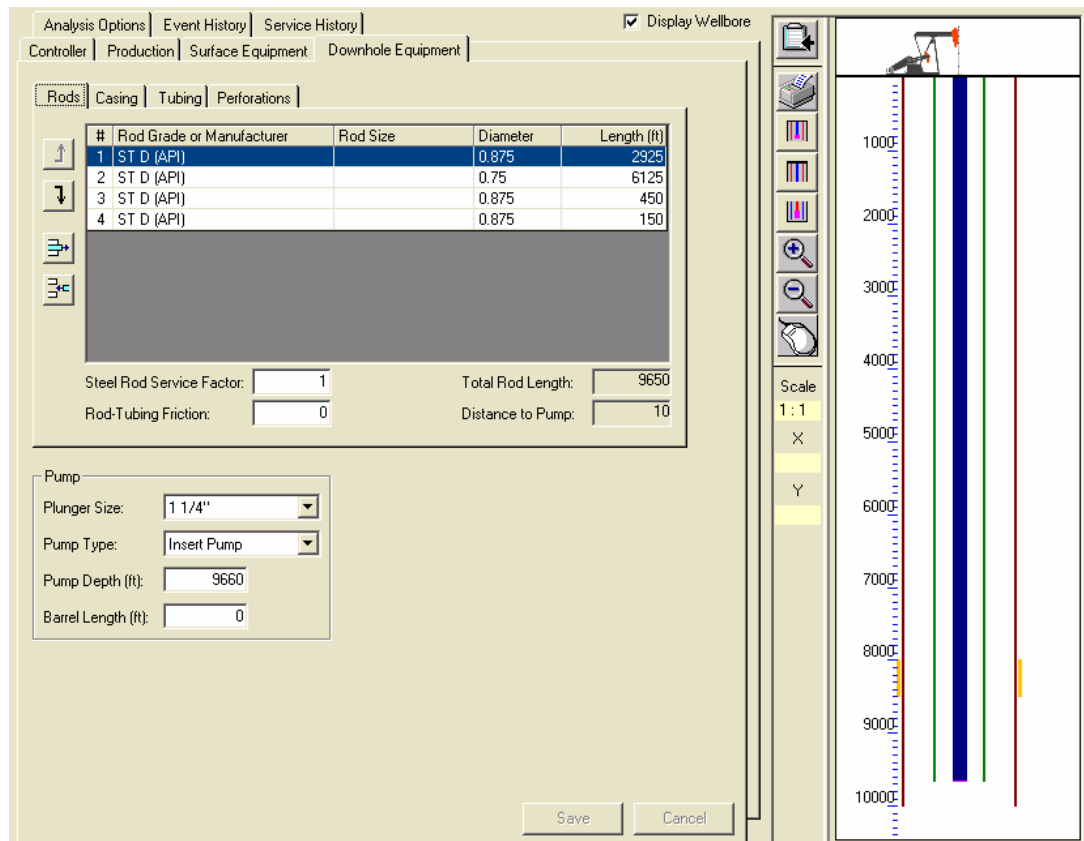 Analysis Options Event History Service History Display Wellbore
Controller Production Surface Equipment Downhole Equipment
Rods Casing Tubing Perforations
# Rod Grade or Manufacturer Rod Size Diameter Length (ft)
1 ST D (API) 0.875 2925
2 ST D (API) 0.75 6125
3 ST D (API) 0.875 450
4 ST D (API) 0.875 150
Steel Rod Service Factor: 1 Total Rod Length: 9650
Rod-Tubing Friction: 0 Distance to Pump: 10
Pump
Plunger Size: 1 1/4"
Pump Type: Insert Pump
Pump Depth (ft): 9660
Barrel Length (ft): 0
Save Cancel
Scale
1 : 1
X
Y
1000
2000
3000
4000
5000
6000
7000
8000
9000
10000